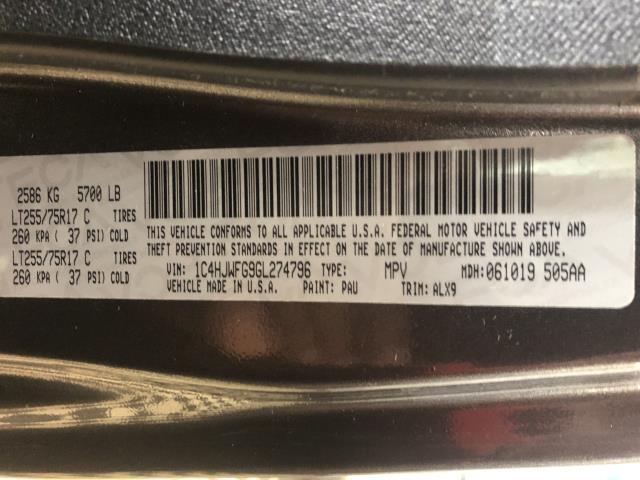 2586 KG 5700 LB
LT255/75R17 C TIRES
260 KPA ( 37 PSI) COLD
LT255/75R17 C TIRES
260 KPA ( 37 PSI) COLD
THIS VEHICLE CONFORMS TO ALL APPLICABLE U.S.A. FEDERAL MOTOR VEHICLE SAFETY AND
THEFT PREVENTION STANDARDS IN EFFECT ON THE DATE OF MANUFACTURE SHOWN ABOVE.
VIN: 1C4HJWFG9GL274796 TYPE: MPV MDH:061019 505AA
VEHICLE MADE IN U.S.A. PAINT: PAU TRIM: ALX9